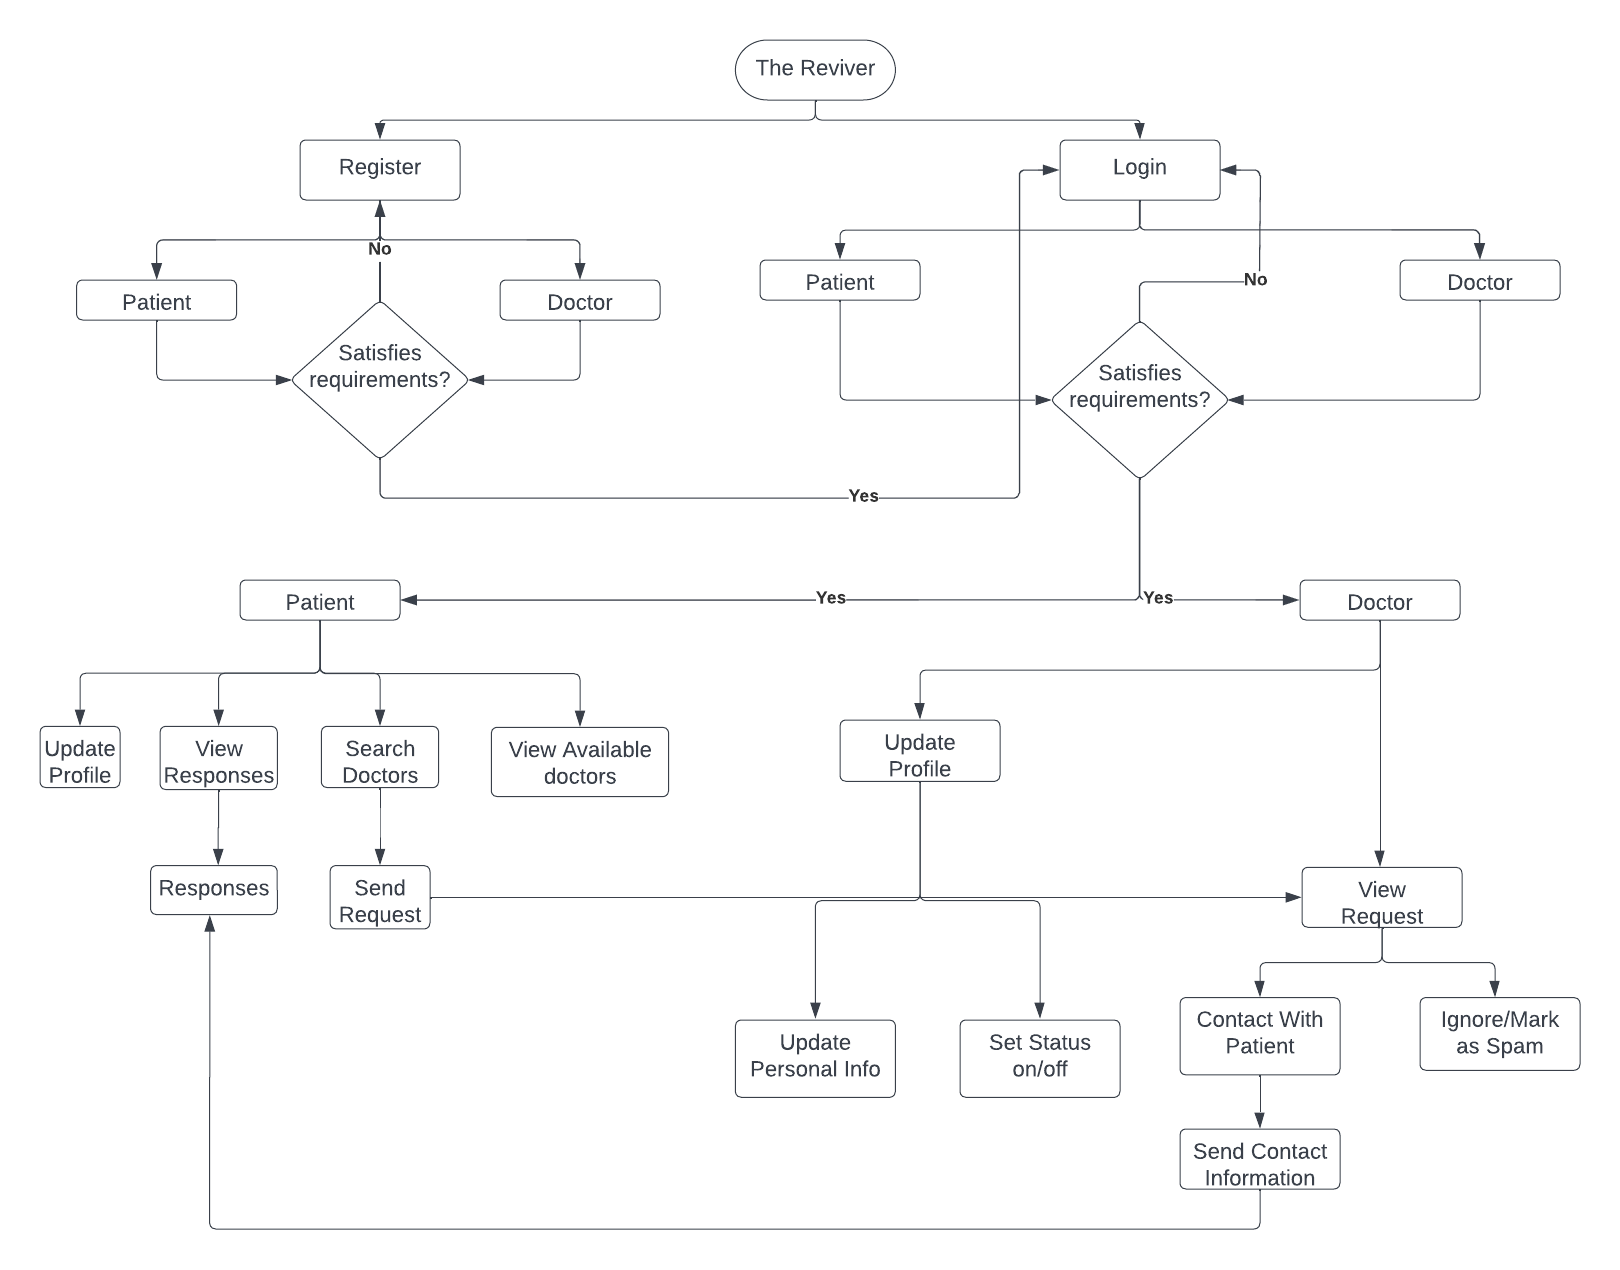 The Reviver
Register
Login
No
Patient
Doctor
Patient
No
Doctor
Satisfies
requirements?
Satisfies
requirements?
Yes
Patient
Yes
Yes
Doctor
Update
Profile
View
Responses
Search
Doctors
View Available
doctors
Update
Profile
Responses
Send
Request
View
Request
Update
Personal Info
Set Status
on/off
Contact With
Patient
Ignore/Mark
as Spam
Send Contact
Information